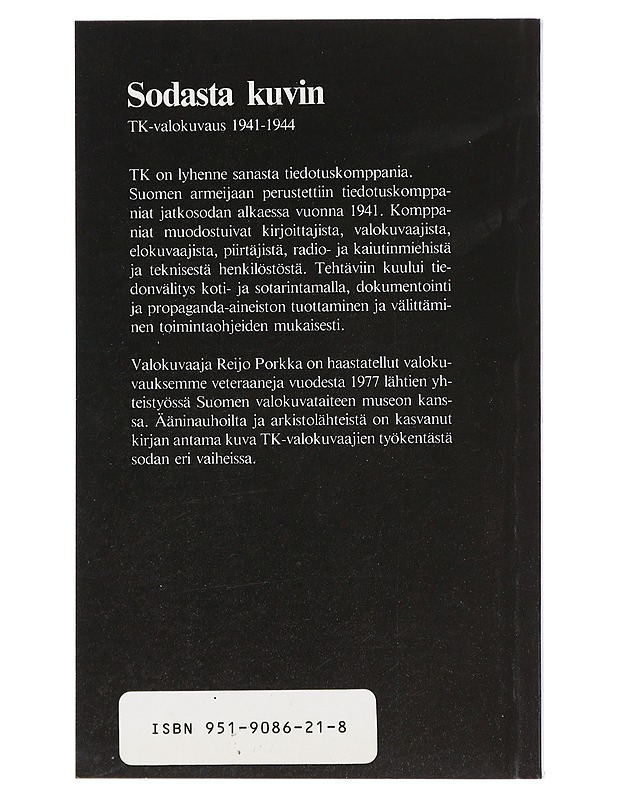 Sodasta kuvin
TK-valokuvaus 1941-1944
TK on lyhenne sanasta tiedotuskomppania.
Suomen armeijaan perustettiin tiedotuskomppa-
niat jatkosodan alkaessa vuonna 1941. Komppa-
niat muodostuivat kirjoittajista, valokuvaajista,
elokuvaajista, piirtäjistä, radio- ja kaiutinmiehistä
ja teknisestä henkilöstöstä. Tehtäviin kuului tie-
donvälitys koti- ja sotarintamalla, dokumentointi
ja propaganda-aineiston tuottaminen ja välittämi-
nen toimintaohjeiden mukaisesti.
Valokuvaaja Reijo Porkka on haastatellut valoku-
vauksemme veteraaneja vuodesta 1977 lähtien yh-
teistyössä Suomen valokuvataiteen museon kans-
sa. Ääninauhoilta ja arkistolähteistä on kasvanut
kirjan antama kuva TK-valokuvaajien työkentästä
sodan eri vaiheissa.
ISBN 951-9086-21-8